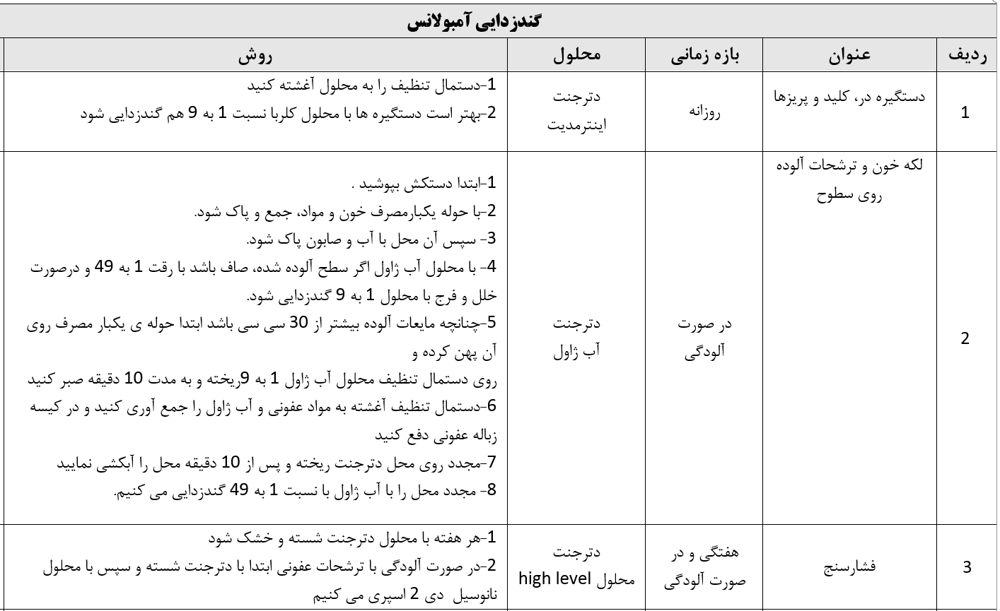 گندزدایی آمبولانس
ردیف
عنوان
بازه زمانی
محلول
روش
1
دستگیره در، کلید و پریزها
روزانه
دترجنت
اینترمدیت
1-دستمال تنظیف را به محلول آغشته کنید
2-بهتر است دستگیره ها با محلول کلربا نسبت 1 به 9 هم گندزدایی شود
2
لکه خون و ترشحات آلوده
روی سطوح
در صورت
آلودگی
دترجنت
آب ژاول
1-ابتدا دستکش بپوشید .
2-با حوله یکبارمصرف خون و مواد، جمع و پاک شود.
3- سپس آن محل با آب و صابون پاک شود.
4- با محلول آب ژاول اگر سطح آلوده شده، صاف باشد با رقت 1 به 49 و درصورت
خلل و فرج با محلول 1 به 9 گندزدایی شود.
5-چنانچه مایعات آلوده بیشتر از 30 سی سی باشد ابتدا حوله ی یکبار مصرف روی
آن پهن کرده و
روی دستمال تنظیف محلول آب ژاول 1 به 9ریخته و به مدت 10 دقیقه صبر کنید
6-دستمال تنظیف آغشته به مواد عفونی و آب ژاول را جمع آوری کنید و در کیسه
زباله عفونی دفع کنید
7-مجدد روی محل دترجنت ریخته و پس از 10 دقیقه محل را آبکشی نمایید
8- مجدد محل را با آب ژاول با نسبت 1 به 49 گندزدایی می کنیم.
3
فشارسنج
هفتگی و در
صورت آلودگی
دترجنت
محلول high level
1-هر هفته با محلول دترجنت شسته و خشک شود
2-در صورت آلودگی با ترشحات عفونی ابتدا با دترجنت شسته و سپس با محلول
نانوسیل دی 2 اسپری می کنیم